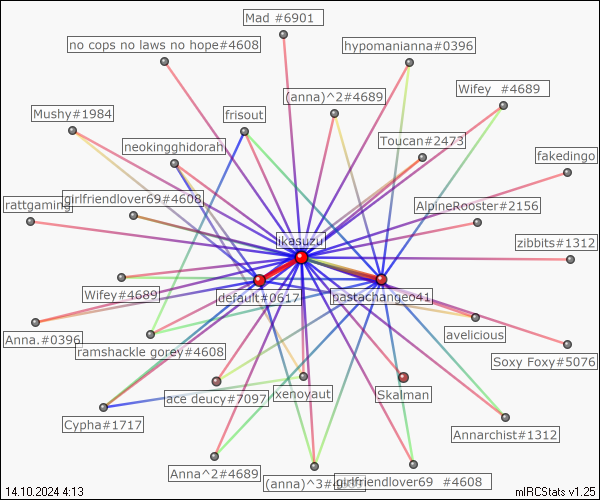 Mad #6901
no cops no laws no hope#4608
hypomanianna#0396
(anna)^2#4689
Wifey #4689
Mushy#1984
frisout
Toucan#2473
neokingghidorah
fakedingo
girlfriendlover69#4608
rattgaming
AlpineRooster#2156
ikasuzu
zibbits#1312
Wifey#4689
default#0617
pastachangeo41
Anna.#0396
avelicious
ramshackle gorey#4608
Soxy Foxy#5076
ace deucy#7097
xenoyaut
Skalman
Cypha#1717
Annarchist#1312
Anna^2#4689
(anna)^3#4
girlfriendlover69 #4608
14.10.2024 4:13
mIRCStats v1.25